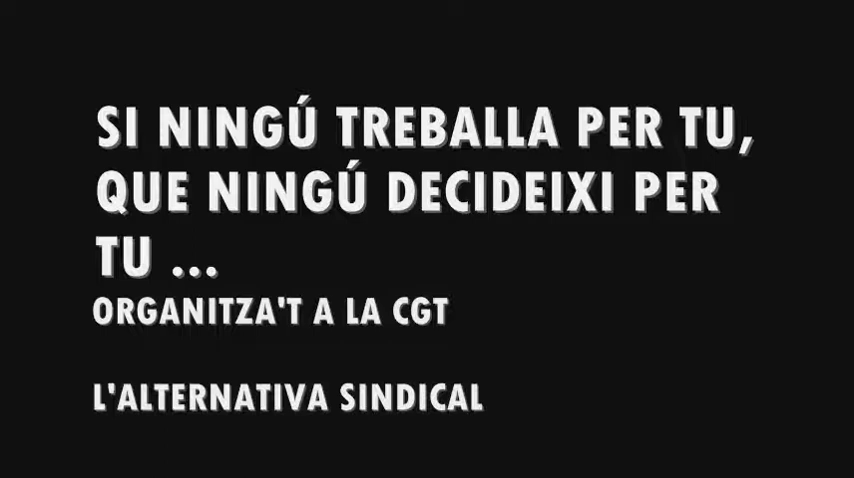 SI NINGÚ TREBALLA PER TU,
QUE NINGÚ DECIDEIXI PER
TU ...
ORGANITZA'T A LA CGT
L'ALTERNATIVA SINDICAL